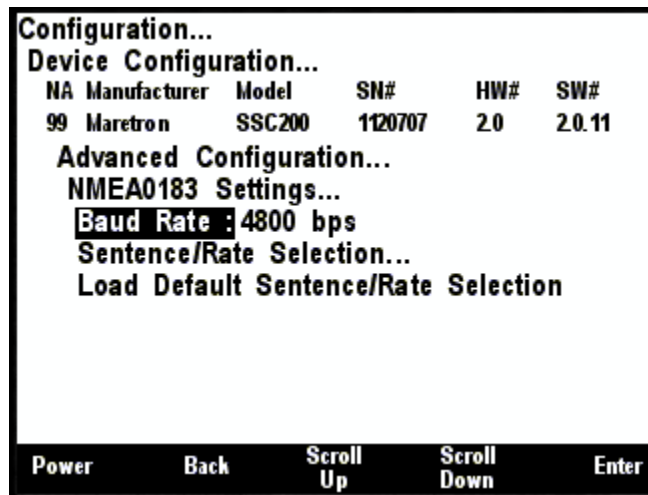 Configuration...
Device Configuration...
NA Manufacturer Model SN# HW# SW#
99 Maretron SSC200 1120707 2.0 2.0.11
Advanced Configuration...
NMEA0183 Settings...
Baud Rate : 4800 bps
Sentence/Rate Selection...
Load Default Sentence/Rate Selection
Power Back Scroll Up Scroll Down Enter